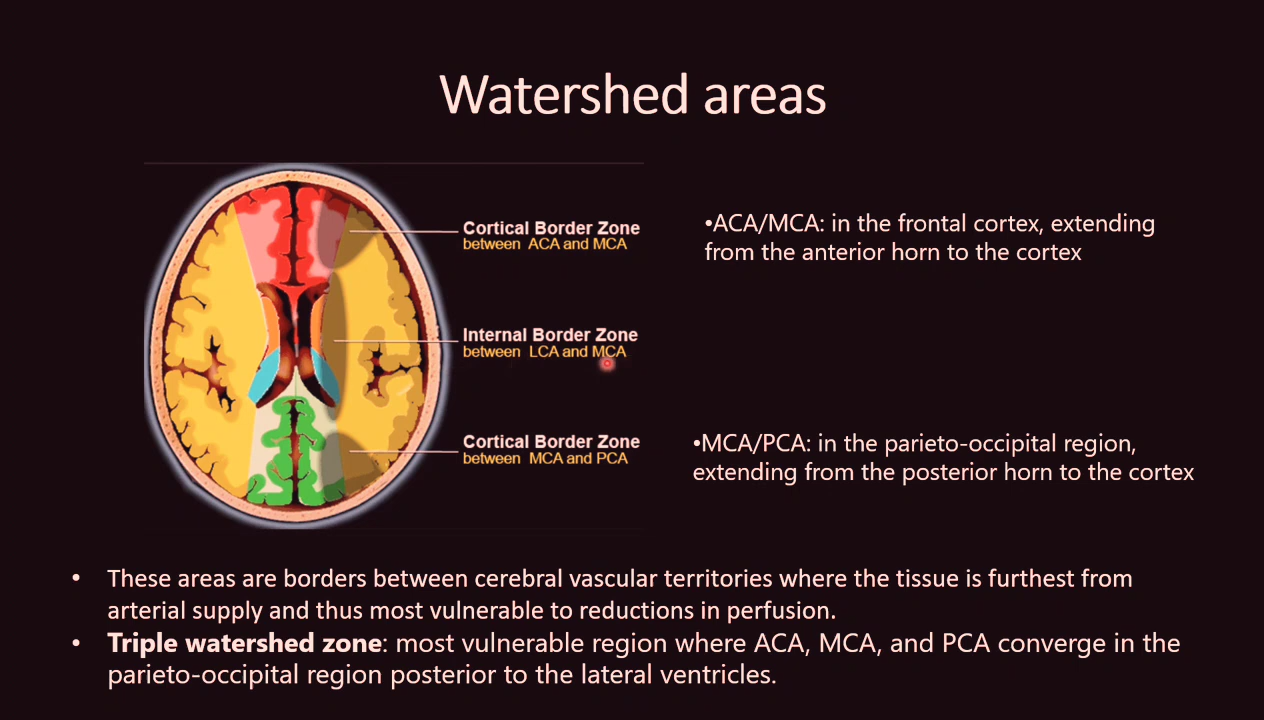 Watershed areas
Cortical Border Zone
between ACA and MCA
•ACA/MCA: in the frontal cortex, extending
from the anterior horn to the cortex
Internal Border Zone
between LCA and MCA
Cortical Border Zone
between MCA and PCA
•MCA/PCA: in the parieto-occipital region,
extending from the posterior horn to the cortex
• These areas are borders between cerebral vascular territories where the tissue is furthest from
arterial supply and thus most vulnerable to reductions in perfusion.
• Triple watershed zone: most vulnerable region where ACA, MCA, and PCA converge in the
parieto-occipital region posterior to the lateral ventricles.